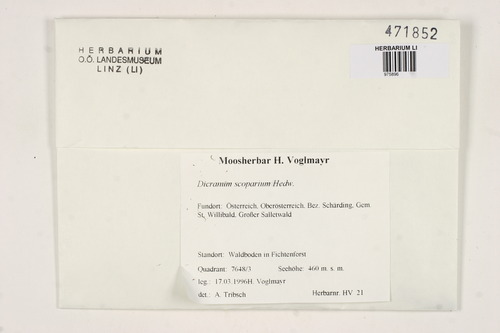 471852
HERBARIUM
O.Ö. LANDESMUSEUM
LINZ (LI)
HERBARIUM LI
Moosherbar H. Voglmayr
Dicranum scoparium Hedw.
Fundort: Österreich, Oberösterreich, Bez. Schärding, Gem
St. Willibald. Großer Salletwald
Standort: Waldboden in Fichtenforst
Quadrant: 7648/3 Seehöhe: 460 m. s. m.
leg.: 17.03.1996H. Voglmayr
det.: A. Tribsch Herbarnr. HV 21